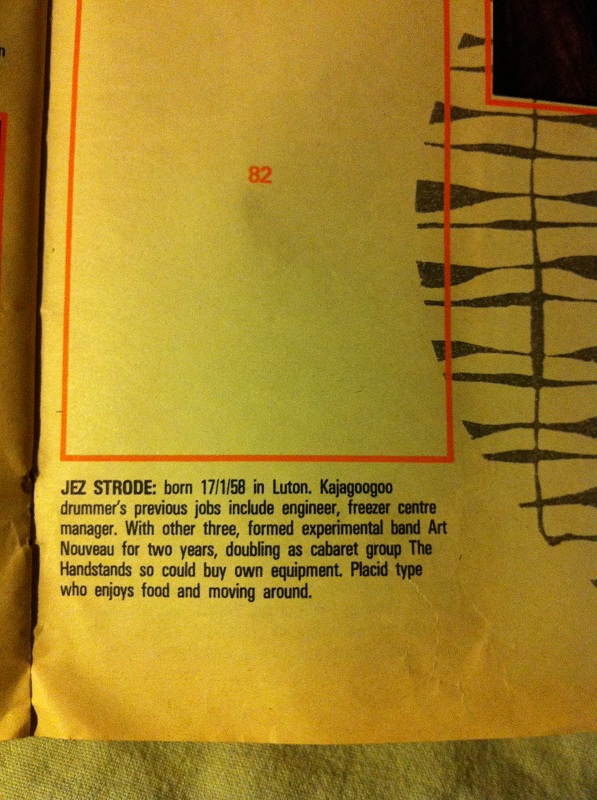 n
82
JEZ STRODE: born 17/1/58 in Luton. Kajagoogoo
drummer's previous jobs include engineer, freezer centre
manager. With other three, formed experimental band Art
Nouveau for two years, doubling as cabaret group The
Handstands so could buy own equipment. Placid type
who enjoys food and moving around.